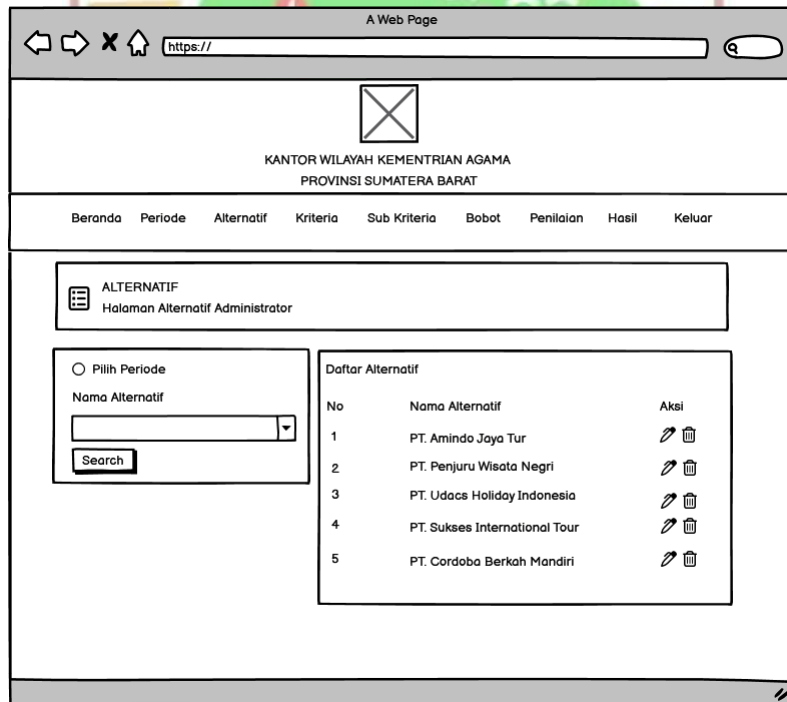 A Web Page
https://
KANTOR WILAYAH KEMENTRIAN AGAMA
PROVINSI SUMATERA BARAT
Beranda Periode Alternatif Kriteria Sub Kriteria Bobot Penilaian Hasil Keluar
ALTERNATIF
Halaman Alternatif Administrator
Pilih Periode
Nama Alternatif
Search
Daftar Alternatif
No Nama Alternatif Aksi
1 PT. Amindo Jaya Tur
2 PT. Penjuru Wisata Negri
3 PT. Udacs Holiday Indonesia
4 PT. Sukses International Tour
5 PT. Cordoba Berkah Mandiri